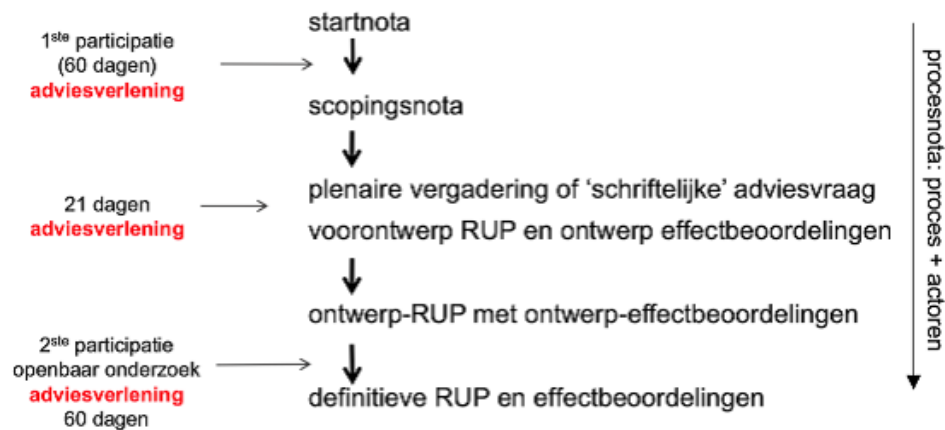 startnota
1ste participatie
(60 dagen)
adviesverlening
scopingsnota
plenaire vergadering of ‘schriftelijke’ adviesvraag
21 dagen
adviesverlening
voorontwerp RUP en ontwerp effectbeoordelingen
ontwerp-RUP met ontwerp-effectbeoordelingen
2ste participatie
openbaar onderzoek
adviesverlening
60 dagen
definitieve RUP en effectbeoordelingen
procesnota: proces + actoren